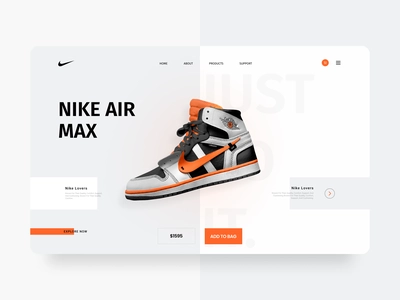 HOME ABOUT PRODUCTS SUPPORT
JUST
NIKE AIR
MAX
DO
Nike Lovers
Nike Lovers
IT.
EXPLORE NOW
$1595
ADD TO BAG